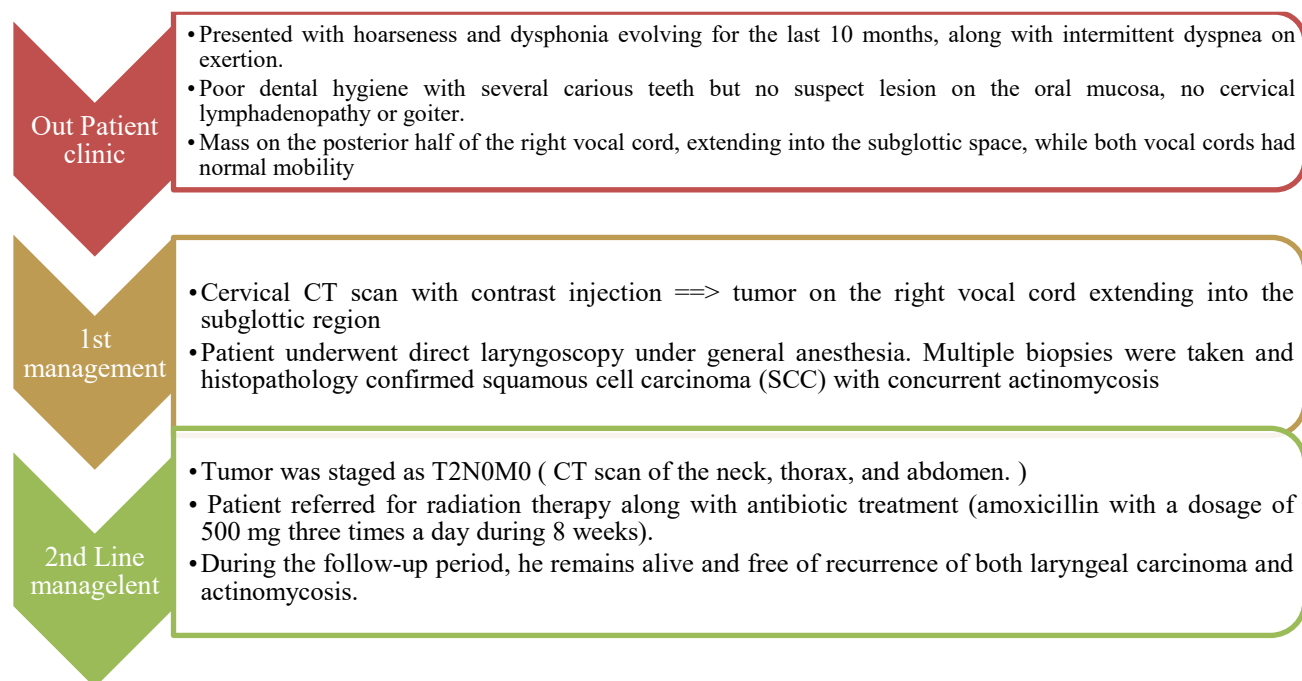 Out Patient
clinic
•Presented with hoarseness and dysphonia evolving for the last 10 months, along with intermittent dyspnea on
exertion.
•Poor dental hygiene with several carious teeth but no suspect lesion on the oral mucosa, no cervical
lymphadenopathy or goiter.
•Mass on the posterior half of the right vocal cord, extending into the subglottic space, while both vocal cords had
normal mobility
1st
management
•Cervical CT scan with contrast injection ==> tumor on the right vocal cord extending into the
subglottic region
•Patient underwent direct laryngoscopy under general anesthesia. Multiple biopsies were taken and
histopathology confirmed squamous cell carcinoma (SCC) with concurrent actinomycosis
2nd Line
managelent
•Tumor was staged as T2N0M0 ( CT scan of the neck, thorax, and abdomen. )
• Patient referred for radiation therapy along with antibiotic treatment (amoxicillin with a dosage of
500 mg three times a day during 8 weeks).
•During the follow-up period, he remains alive and free of recurrence of both laryngeal carcinoma and
actinomycosis.